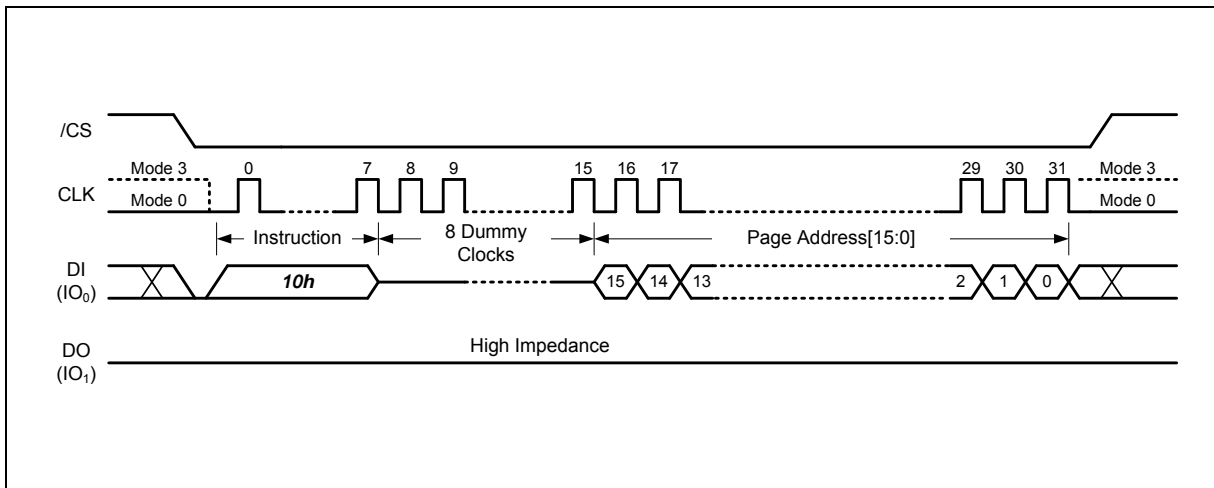 /CS
Mode 3 0 7 8 9 15 16 17 29 30 31 Mode 3
CLK
Mode 0 Mode 0
Instruction 8 Dummy Clocks Page Address[15:0]
DI
(IO0)
10h 15 14 13 2 1 0
High Impedance
DO
(IO1)